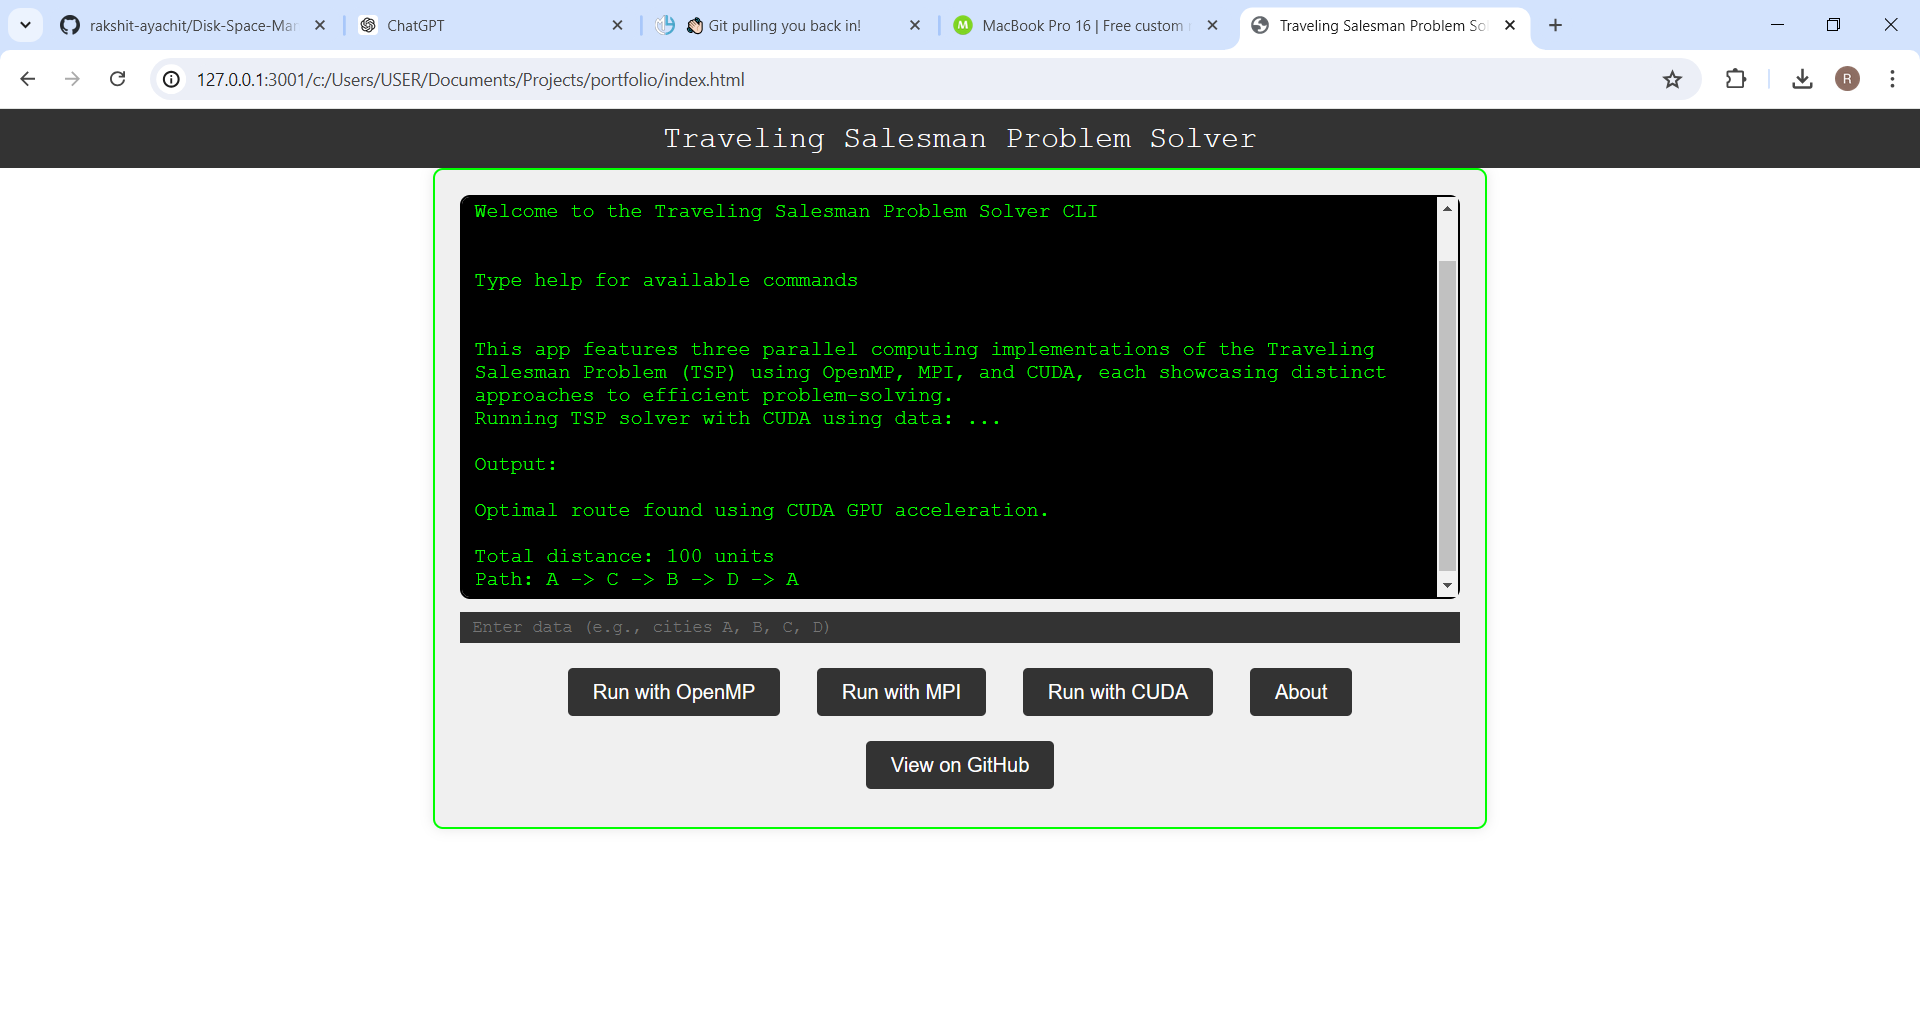 rakshit-ayachit/Disk-Space-Mar
ChatGPT
Git pulling you back in!
MacBook Pro 16 | Free custom
Traveling Salesman Problem So
127.0.0.1:3001/c:/Users/USER/Documents/Projects/portfolio/index.html
R
Traveling Salesman Problem Solver
Welcome to the Traveling Salesman Problem Solver CLI
Type help for available commands
This app features three parallel computing implementations of the Traveling
Salesman Problem (TSP) using OpenMP, MPI, and CUDA, each showcasing distinct
approaches to efficient problem-solving.
Running TSP solver with CUDA using data: ...
Output:
Optimal route found using CUDA GPU acceleration.
Total distance: 100 units
Path: A -> C -> B -> D -> A
Enter data (e.g., cities A, B, C, D)
Run with OpenMP
Run with MPI
Run with CUDA
About
View on GitHub